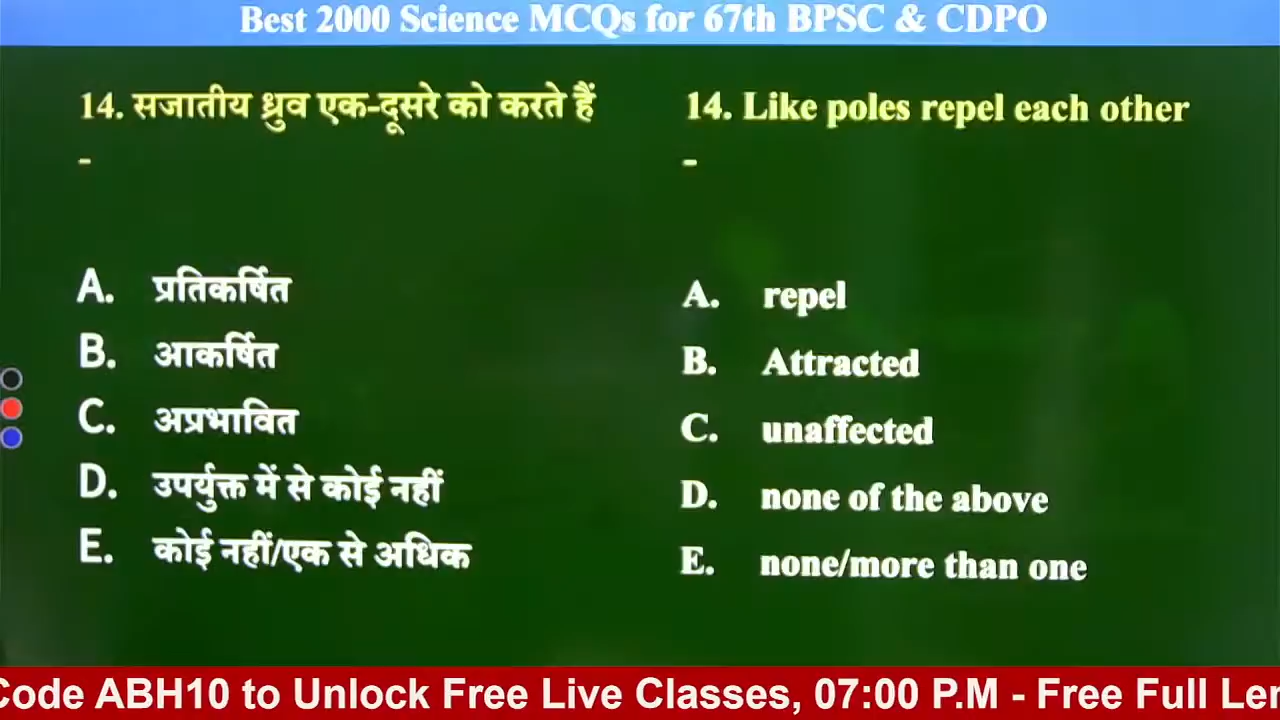 Best 2000 Science MCQs for 67th BPSC & CDPO
14. सजातीय ध्रुव एक-दूसरे को करते हैं
-
A. प्रतिकर्षित
B. आकर्षित
C. अप्रभावित
D. उपर्युक्त में से कोई नहीं
E. कोई नहीं/एक से अधिक
14. Like poles repel each other
-
A. repel
B. Attracted
C. unaffected
D. none of the above
E. none/more than one
Code ABH10 to Unlock Free Live Classes, 07:00 P.M - Free Full